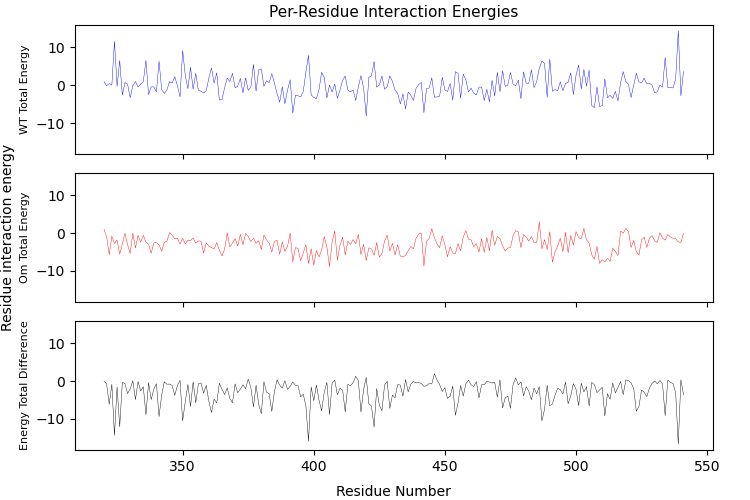 Per-Residue Interaction Energies
Residue interaction energy
WT Total Energy
10
0
−10
Om Total Energy
10
0
−10
Energy Total Difference
10
0
−10
350 400 450 500 550
Residue Number